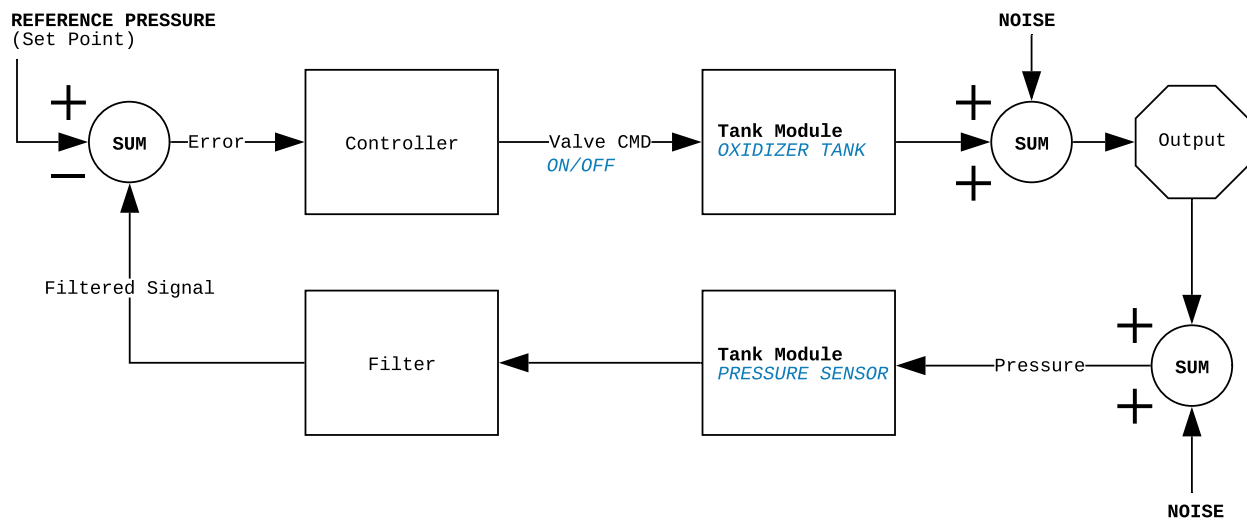 REFERENCE PRESSURE
(Set Point)
NOISE
SUM
Error
Controller
Valve CMD
ON/OFF
Tank Module
OXIDIZER TANK
SUM
Output
Filtered Signal
Filter
Tank Module
PRESSURE SENSOR
Pressure
SUM
NOISE